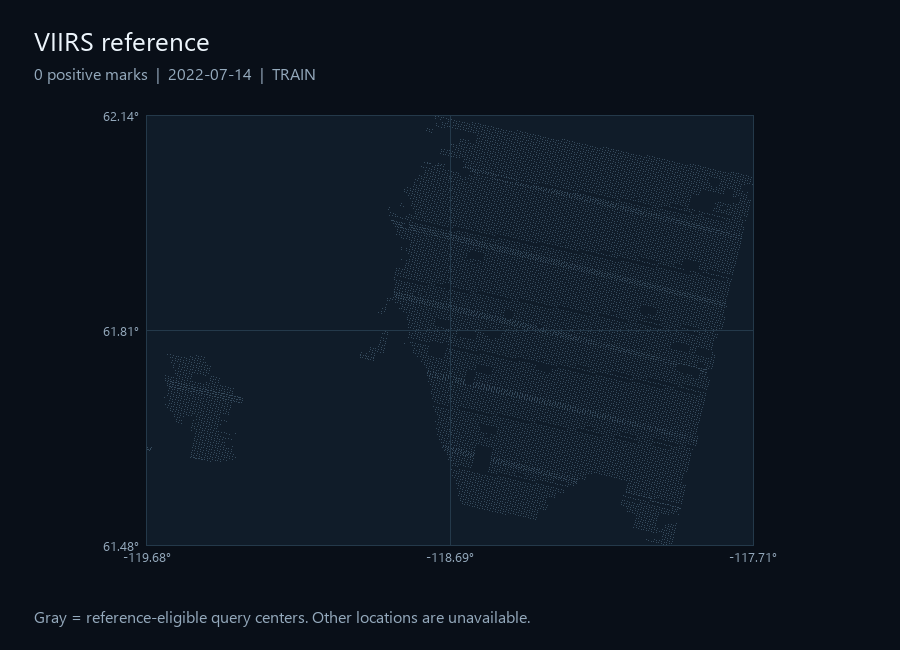 VIIRS reference
0 positive marks | 2022-07-14 | TRAIN
62.14°
61.81°
61.48°
-119.68°
-118.69°
-117.71°
Gray = reference-eligible query centers. Other locations are unavailable.